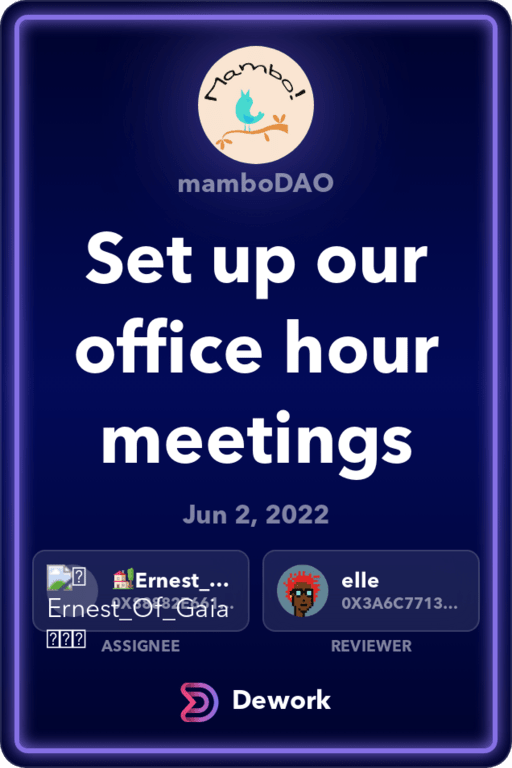 Mambo!
mamboDAO
Set up our
office hour
meetings
Jun 2, 2022
🏡Ernest_...
Ernest_Of_Gaia
ASSIGNEE
elle
0X3A6C7713...
REVIEWER
Dework